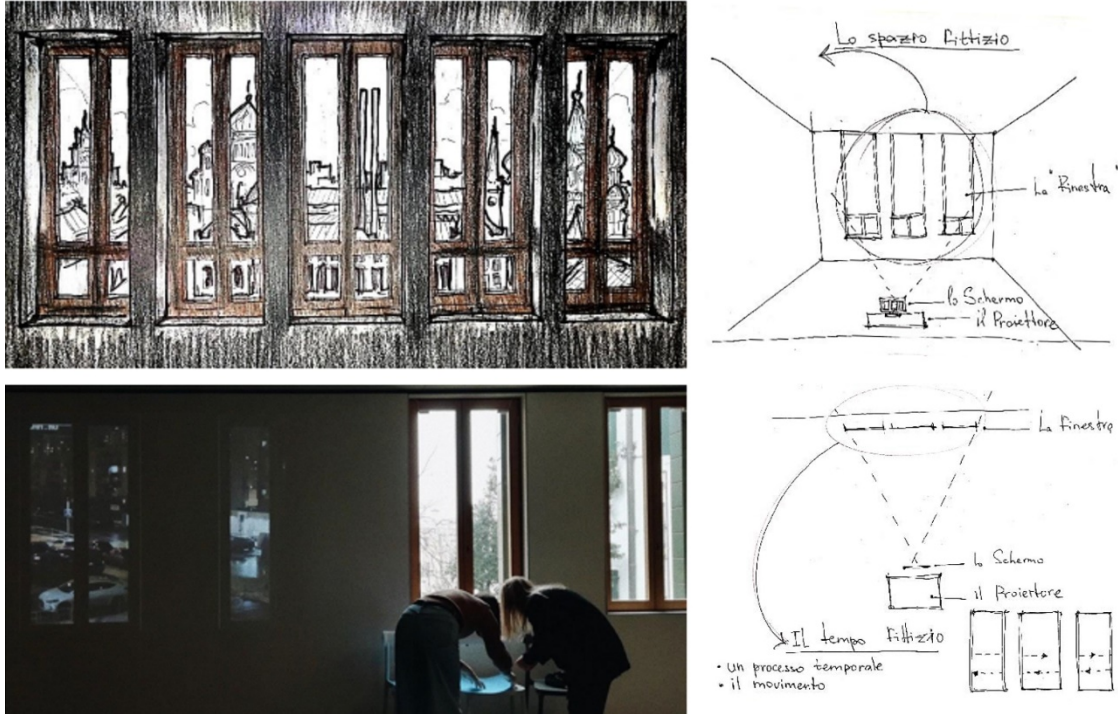 Lo spazio fittizio
La "Finestra"
lo Schermo
il Proiettore
La Finestra
lo Schermo
il Proiettore
Il tempo fittizio
• un processo temporale
• il movimento